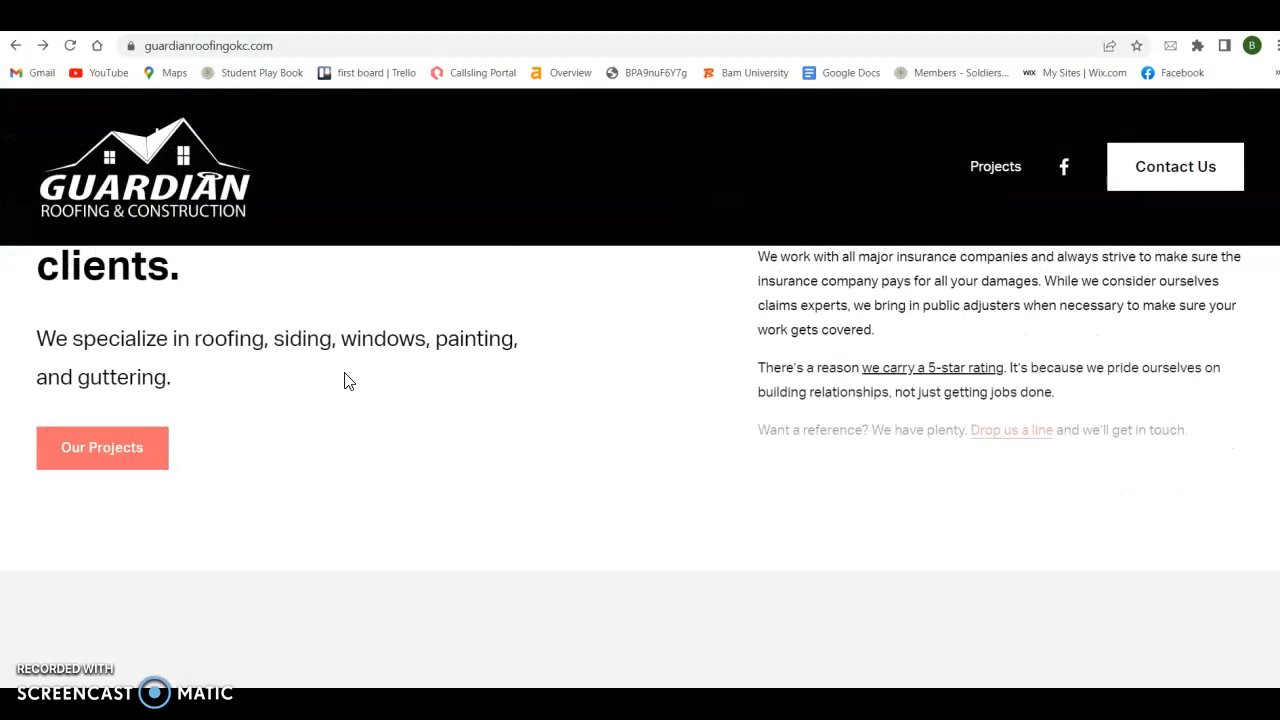 guardianroofingokc.com
B
Gmail
YouTube
Maps
Student Play Book
first board | Trello
Callsling Portal
Overview
BPA9nuF6Y7g
Bam University
Google Docs
Members - Soldiers...
WIX My Sites | Wix.com
Facebook
»
GUARDIAN
ROOFING & CONSTRUCTION
Projects
Contact Us
clients.
We specialize in roofing, siding, windows, painting,
and guttering.
Our Projects
We work with all major insurance companies and always strive to make sure the
insurance company pays for all your damages. While we consider ourselves
claims experts, we bring in public adjusters when necessary to make sure your
work gets covered.
There's a reason we carry a 5-star rating. It's because we pride ourselves on
building relationships, not just getting jobs done.
Want a reference? We have plenty. Drop us a line and we'll get in touch.
RECORDED WITH
SCREENCAST MATIC